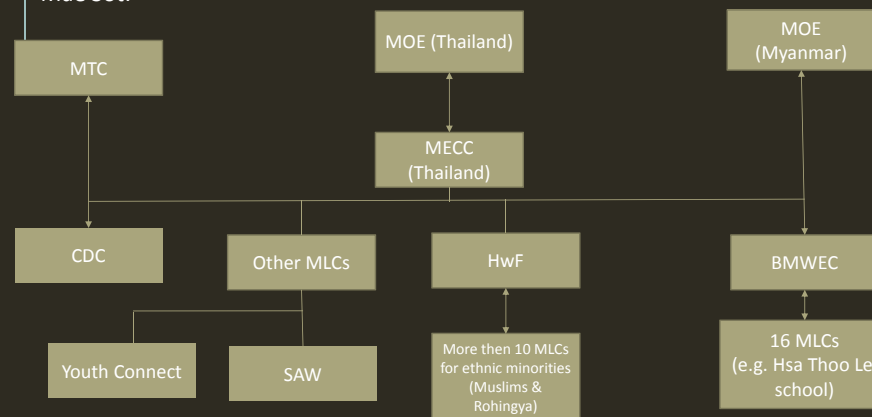 MOE (Thailand)
MOE
(Myanmar)
MTC
MECC
(Thailand)
CDC
Other MLCs
HwF
BMWEC
Youth Connect
SAW
More then 10 MLCs
for ethnic minorities
(Muslims &
Rohingya)
16 MLCs
(e.g. Hsa Thoo Le
school)